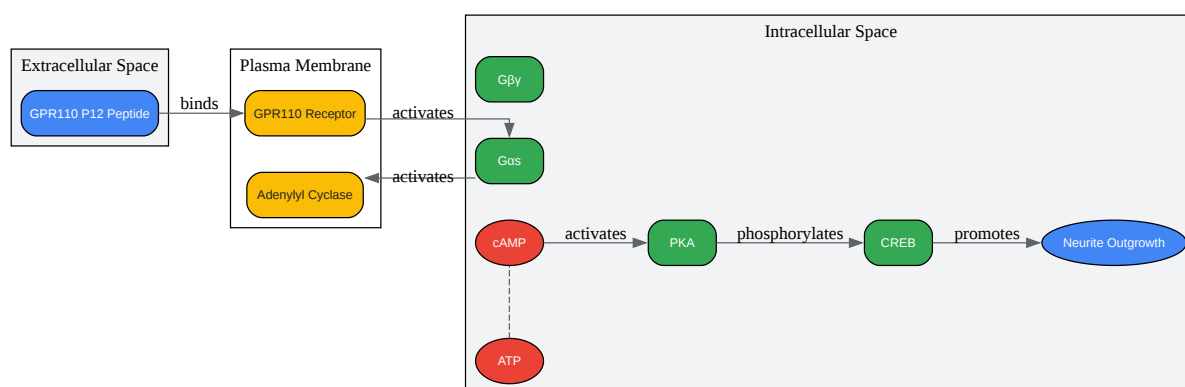 Intracellular Space
Extracellular Space
Plasma Membrane
Gβγ
GPR110 P12 Peptide
binds
GPR110 Receptor
activates
Gαs
activates
Adenylyl Cyclase
cAMP
activates
PKA
phosphorylates
CREB
promotes
Neurite Outgrowth
ATP